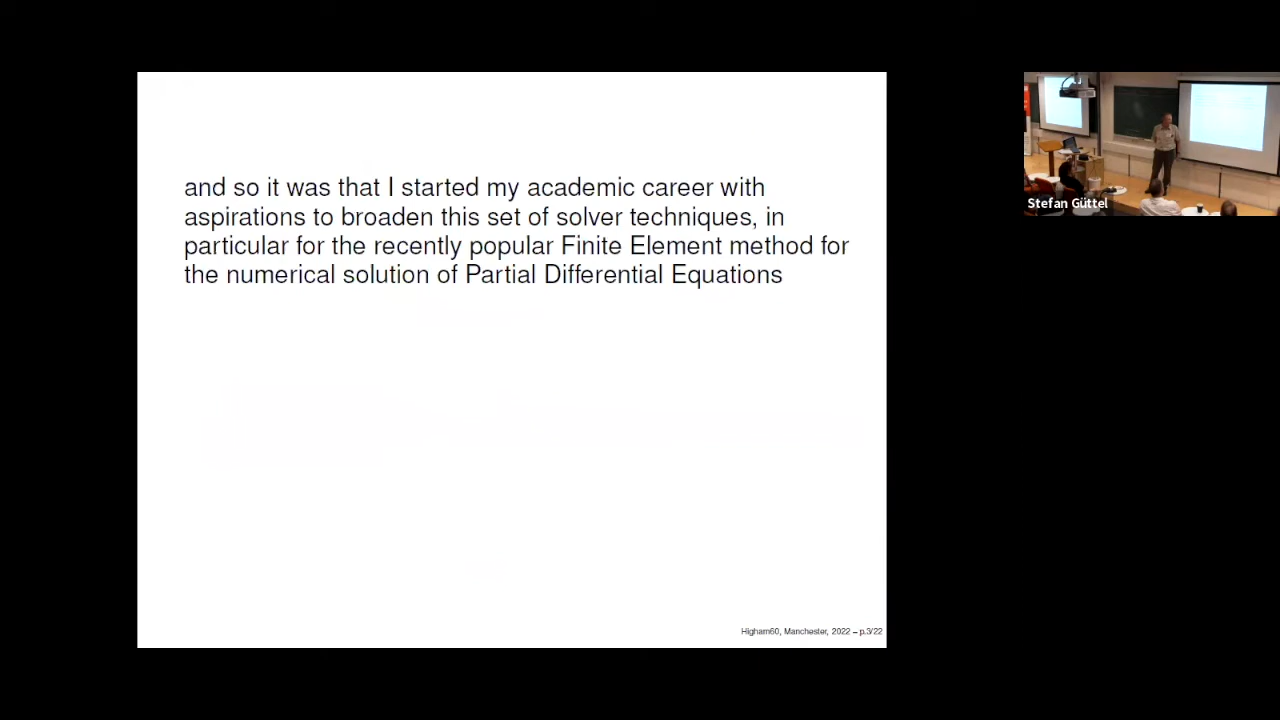 and so it was that I started my academic career with
aspirations to broaden this set of solver techniques, in
particular for the recently popular Finite Element method for
the numerical solution of Partial Differential Equations
Higham60, Manchester, 2022 – p.3/22
Stefan Güttel